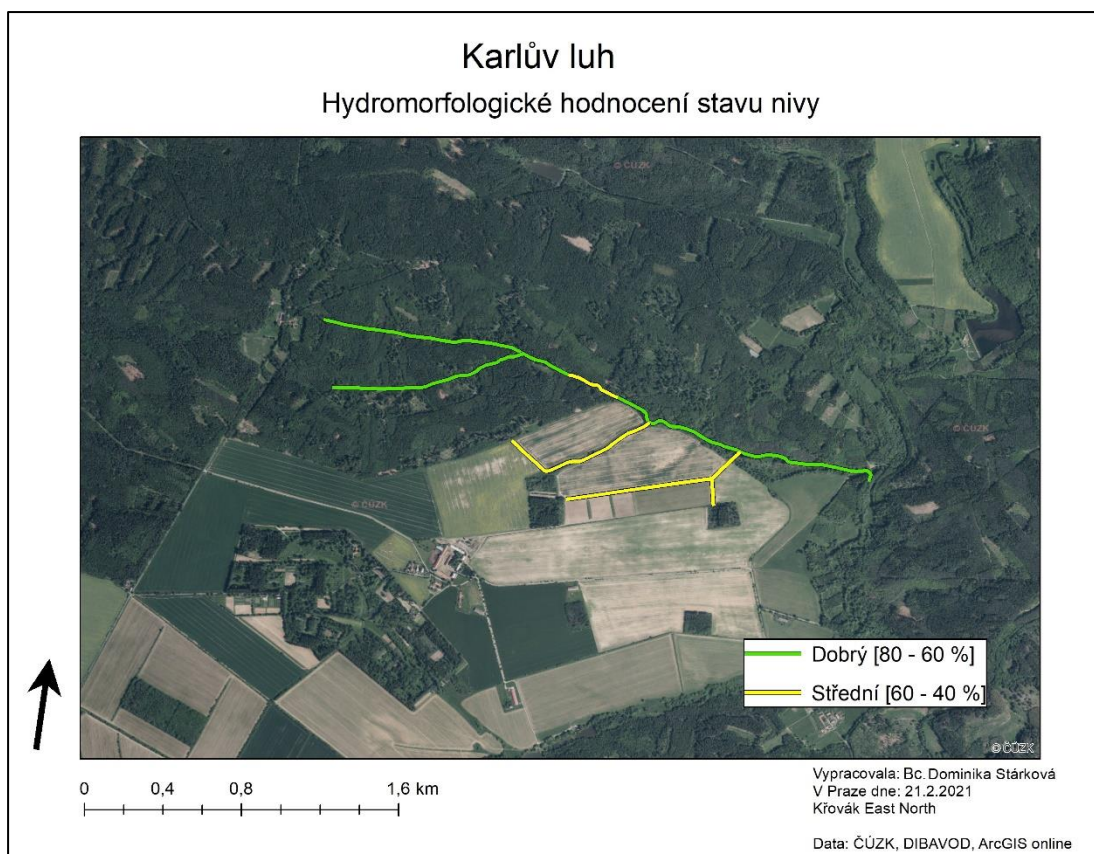 Karlův luh
Hydromorfologické hodnocení stavu nivy
© ČÚZK
© ČÚZK
© ČÚZK
Dobrý [80 - 60 %]
Střední [60 - 40 %]
© ČÚZK
0 0,4 0,8 1,6 km
Vypracovala: Bc. Dominika Stárková
V Praze dne: 21.2.2021
Křovák East North
Data: ČÚZK, DIBAVOD, ArcGIS online